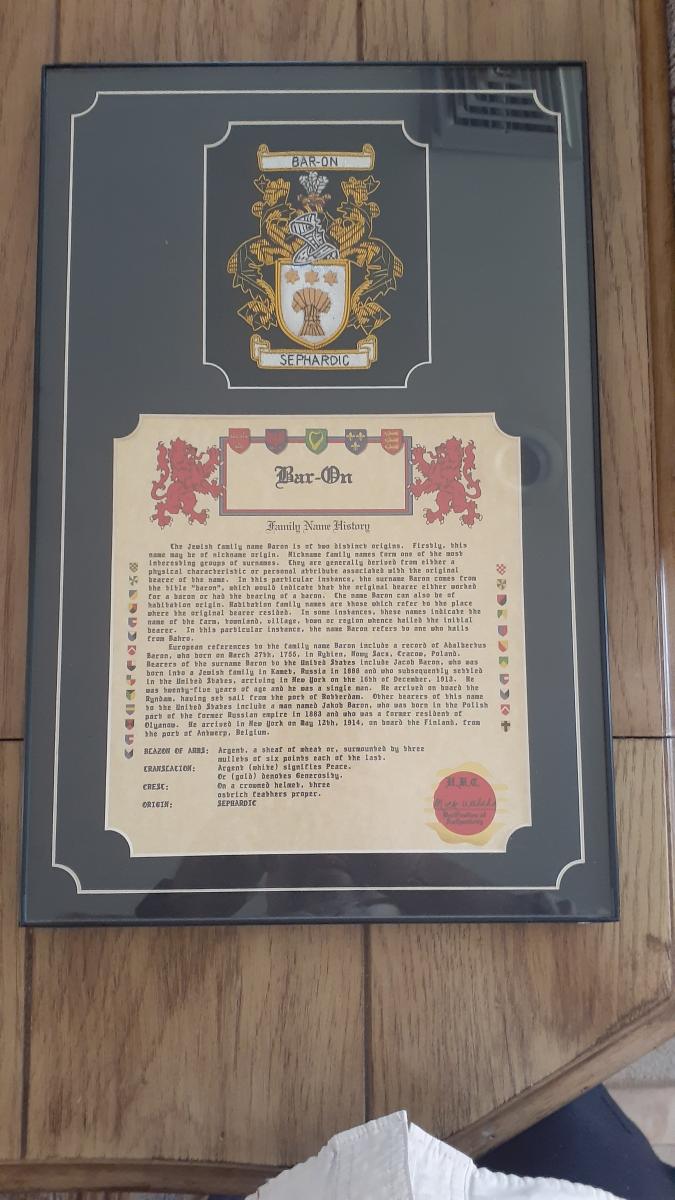 BAR-ON
SEPHARDIC
Bar-On
Family Name History
The Jewish family name Baron is of two distinct origins. Firstly, this
name may be of nickname origin. Nickname family names form one of the most
interesting groups of surnames. They are generally derived from either a
physical characteristic or personal attribute associated with the original
bearer of the name. In this particular instance, the surname Baron comes from
the bible "baron", which would indicate that the original bearer either worked
for a baron or had the bearing of a baron. The name Baron can also be of
habitation origin. Habitation family names are those which refer to the place
where the original bearer resided. In some instances, these names indicate the
name of the farm, townland, village, town or region whence hailed the initial
bearer. In this particular instance, the name Baron refers to one who hails
from Bahro.
European references to the family name Baron include a record of Adalbertus
Baron, who born on March 27th, 1755, in Rybien, Nowy Sacz, Cracow, Poland.
Bearers of the surname Baron to the United States include Jacob Baron, who was
born into a Jewish family in Kamet, Russia in 1888 and who subsequently settled
in the United States, arriving in New York on the 16th of December, 1913. He
was twenty-five years of age and he was a single man. He arrived on board the
Ryndam, having set sail from the port of Rotterdam. Other bearers of this name
to the United States include a man named Jakob Baron, who was born in the Polish
part of the former Russian empire in 1883 and who was a former resident of
Olyanow. He arrived in New York on May 12th, 1914, on board the Finland, from
the port of Antwerp, Belgium.
BLAZON OF ARMS: Argent, a sheaf of wheat or, surmounted by three
mullets of six points each of the last.
TRANSLATION: Argent (white) signifies Peace.
Or (gold) denotes Generosity.
CREST: On a crowned helmet, three
ostrich feathers proper.
ORIGIN: SEPHARDIC
H.R.C.
Verification of
Authenticity